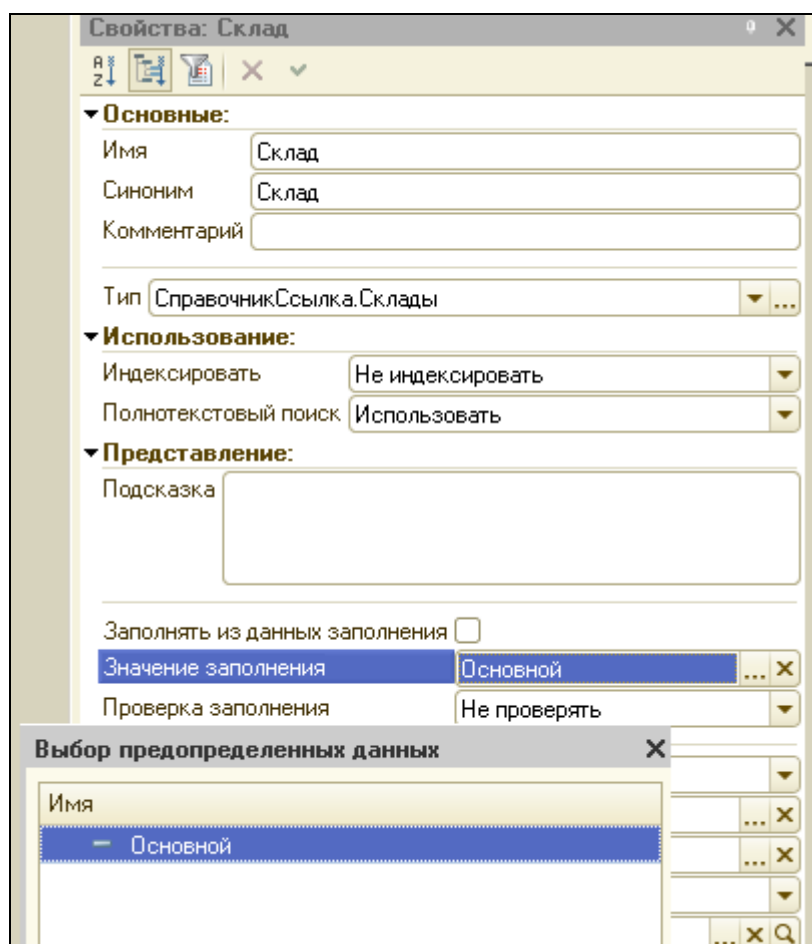 Свойства: Склад
Основные:
Имя Склад
Синоним Склад
Комментарий
Тип СправочникСсылка.Склады
Использование:
Индексировать Не индексировать
Полнотекстовый поиск Использовать
Представление:
Подсказка
Заполнять из данных заполнения
Значение заполнения Основной
Проверка заполнения Не проверять
Выбор предопределенных данных
Имя
Основной